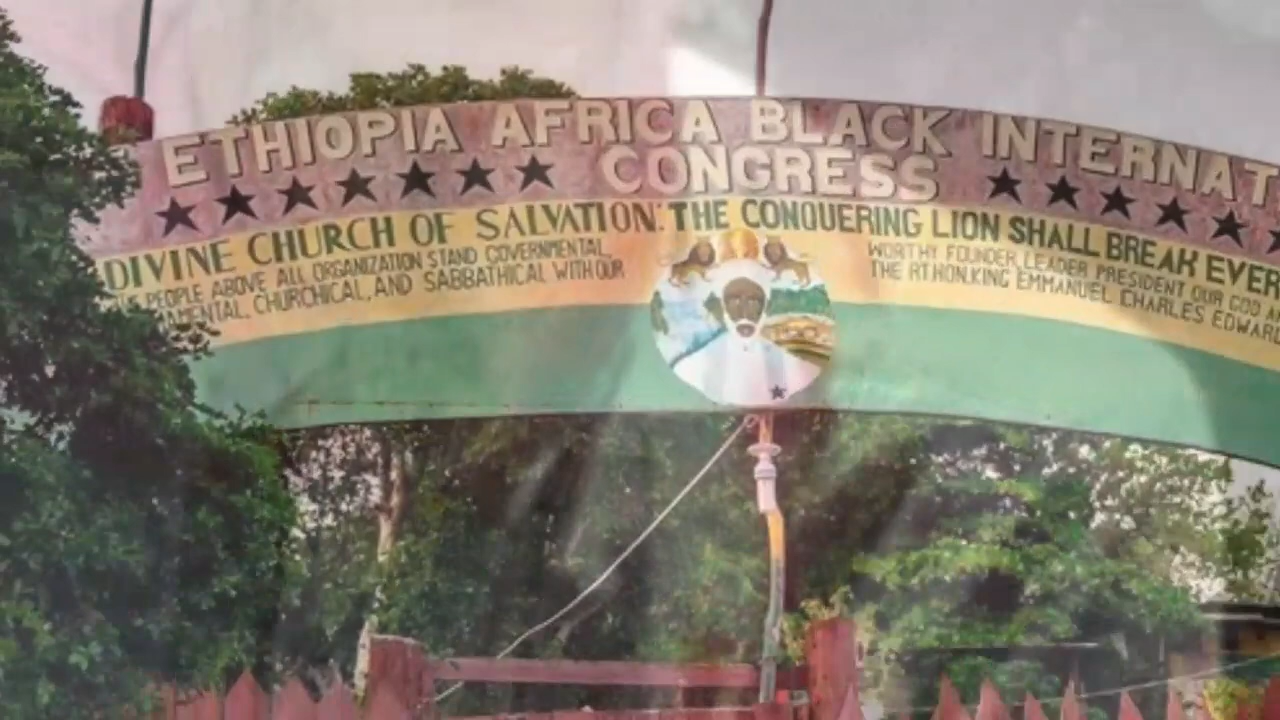 ETHIOPIA AFRICA BLACK INTERNAT
CONGRESS
DIVINE CHURCH OF SALVATION: THE CONQUERING LION SHALL BREAK EVER
PEOPLE ABOVE ALL ORGANIZATION STAND GOVERNMENTAL,
AMENTAL, CHURCHICAL, AND SABBATHICAL WITH OUR
WORTHY FOUNDER, LEADER PRESIDENT OUR GOD
THE RT HON. KING EMMANUEL CHARLES EDWARD